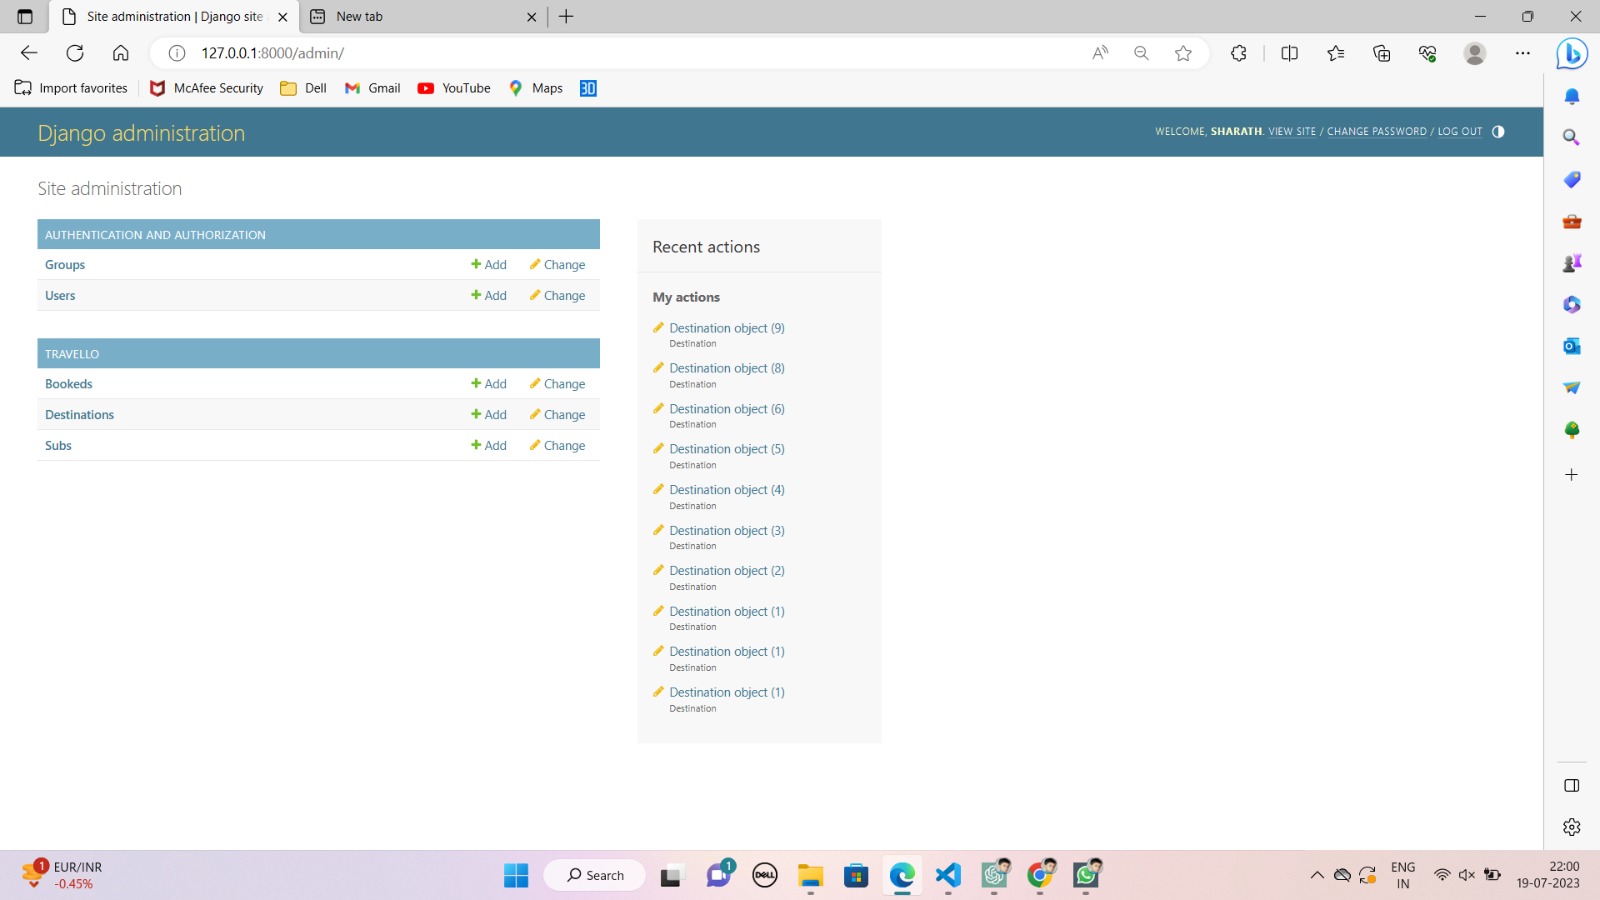 Site administration | Django site
New tab
127.0.0.1:8000/admin/
Import favorites
McAfee Security
Dell
Gmail
YouTube
Maps
3D
Django administration
WELCOME, SHARATH. VIEW SITE / CHANGE PASSWORD / LOG OUT
Site administration
AUTHENTICATION AND AUTHORIZATION
Groups Add Change
Users Add Change
TRAVELLO
Bookeds Add Change
Destinations Add Change
Subs Add Change
Recent actions
My actions
Destination object (9)
Destination
Destination object (8)
Destination
Destination object (6)
Destination
Destination object (5)
Destination
Destination object (4)
Destination
Destination object (3)
Destination
Destination object (2)
Destination
Destination object (1)
Destination
Destination object (1)
Destination
Destination object (1)
Destination
1
EUR/INR
-0.45%
Search
1
DELL
ENG
IN
22:00
19-07-2023